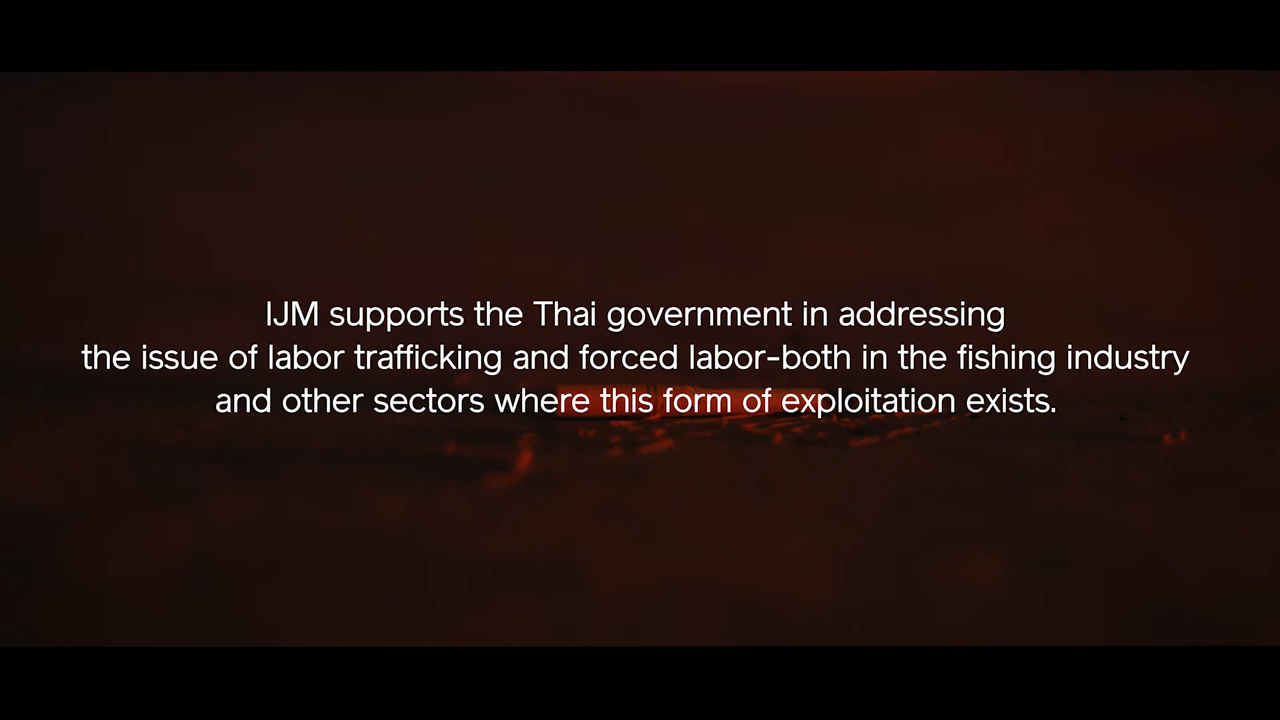 IJM supports the Thai government in addressing
the issue of labor trafficking and forced labor-both in the fishing industry
and other sectors where this form of exploitation exists.